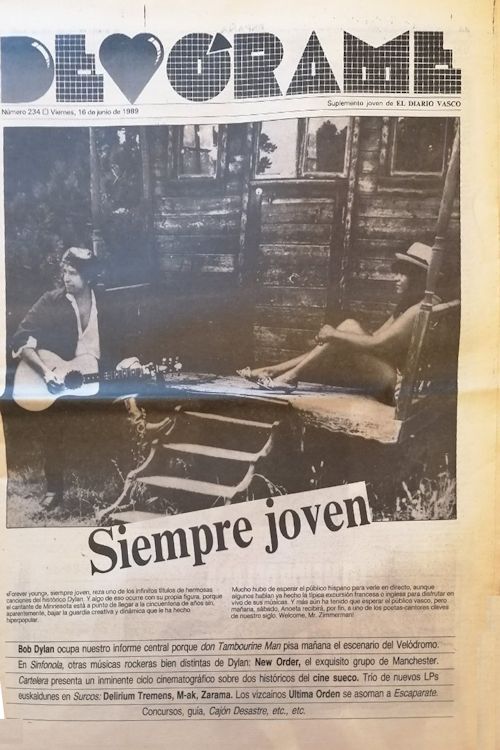 DEVÓRAME
Número 234 □ Viernes, 16 de junio de 1989
Suplemento joven de EL DIARIO VASCO
Siempre joven
«Forever young», siempre joven, reza uno de los infinitos títulos de hermosas
canciones del histórico Dylan. Y algo de eso ocurre con su propia figura, porque
el cantante de Minnesota está a punto de llegar a la cincuentena de años sin,
aparentemente, bajar la guardia creativa y dinámica que le ha hecho
hiperpopular.
Mucho hubo de esperar el público hispano para verle en directo, aunque
algunos habían ya hecho la típica excursión francesa o inglesa para disfrutar en
vivo de sus músicas. Y más aún ha tenido que esperar el público vasco, pero
mañana, sábado, Anoeta recibirá, por fin, a uno de los poetas-cantores claves
de nuestro siglo. Welcome, Mr. Zimmerman!
Bob Dylan ocupa nuestro informe central porque don Tambourine Man pisa mañana el escenario del Velódromo.
En Sinfonola, otras músicas rockeras bien distintas de Dylan: New Order, el exquisito grupo de Manchester.
Cartelera presenta un inminente ciclo cinematográfico sobre dos históricos del cine sueco. Trío de nuevos LPs
euskaldunes en Surcos: Delirium Tremens, M-ak, Zarama. Los vizcainos Ultima Orden se asoman a Escaparate.
Concursos, guía, Cajón Desastre, etc., etc.